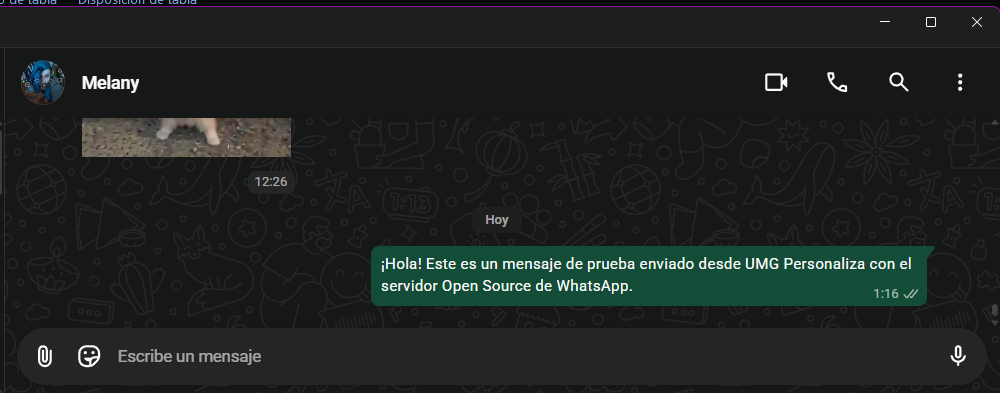 de tabla Disposición de tabla
Melany
12:26
Hoy
¡Hola! Este es un mensaje de prueba enviado desde UMG Personaliza con el
servidor Open Source de WhatsApp.
1:16
Escribe un mensaje